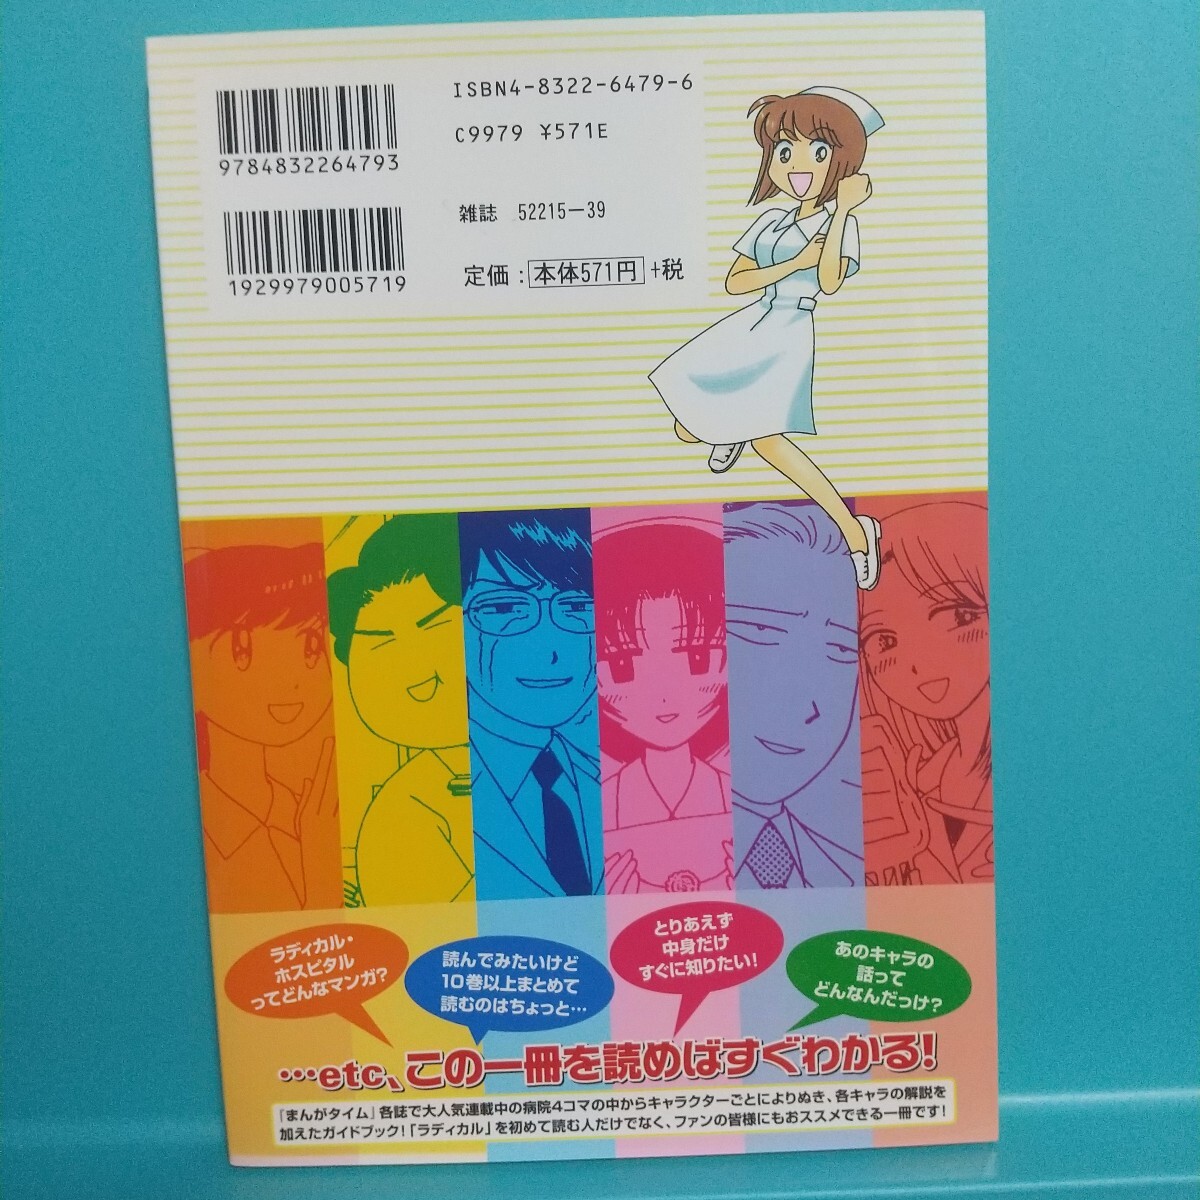 ISBN4-8322-6479-6
9784832264793
C9979 ¥571E
雑誌 52215-39
1929979005719
定価：本体571円+税
ラディカル・
ホスピタル
ってどんなマンガ?
読んでみたいけど
10巻以上まとめて
読むのはちょっと…
とりあえず
中身だけ
すぐに知りたい!
あのキャラの
話って
どんなんだっけ?
…etc、この一冊を読めばすぐわかる!
『まんがタイム』各誌で大人気連載中の病院4コマの中からキャラクターごとによりぬき、各キャラの解説を
加えたガイドブック!「ラディカル」を初めて読む人だけでなく、ファンの皆様にもおススメできる一冊です!